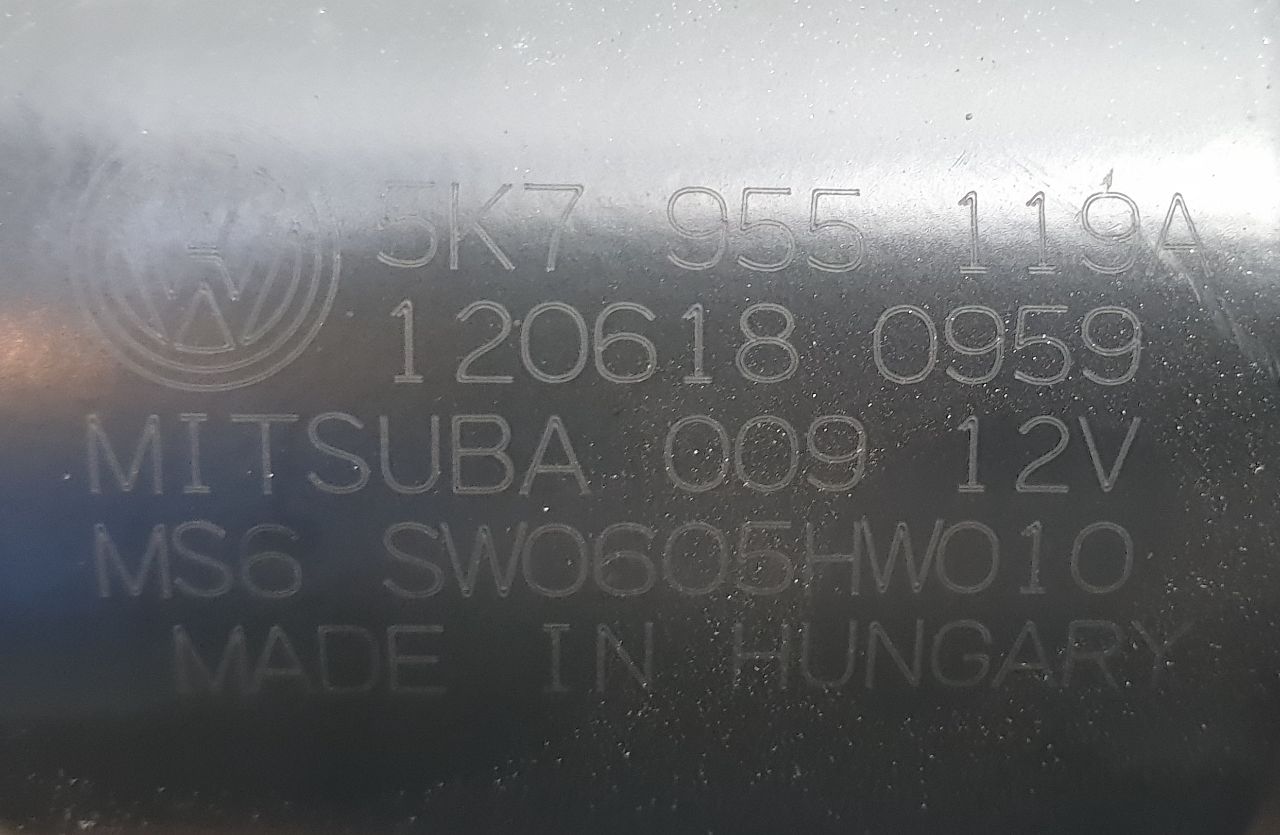 5K7 955 119A
120618 0959
MITSUBA 009 12V
MS6 SW0605HW010
MADE IN HUNGARY